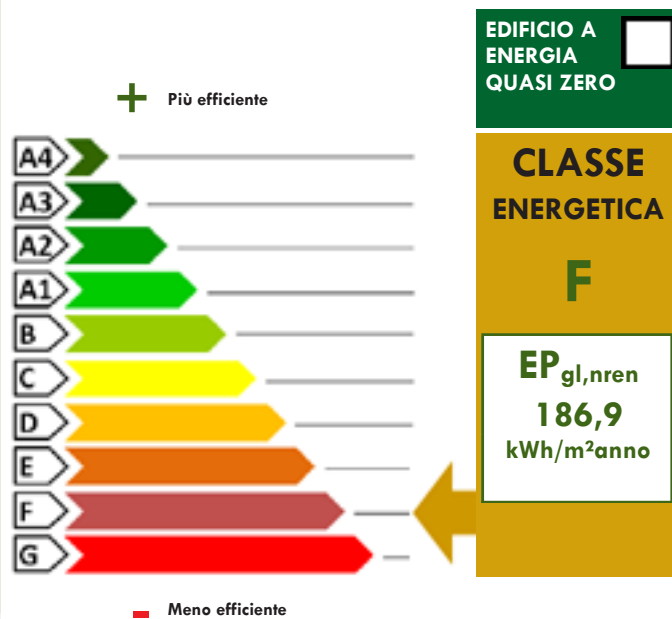 EDIFICIO A
ENERGIA
QUASI ZERO
+ Più efficiente
A4
A3
A2
A1
B
C
D
E
F
G
- Meno efficiente
CLASSE
ENERGETICA
F
EPgl,nren
186,9
kWh/m²anno